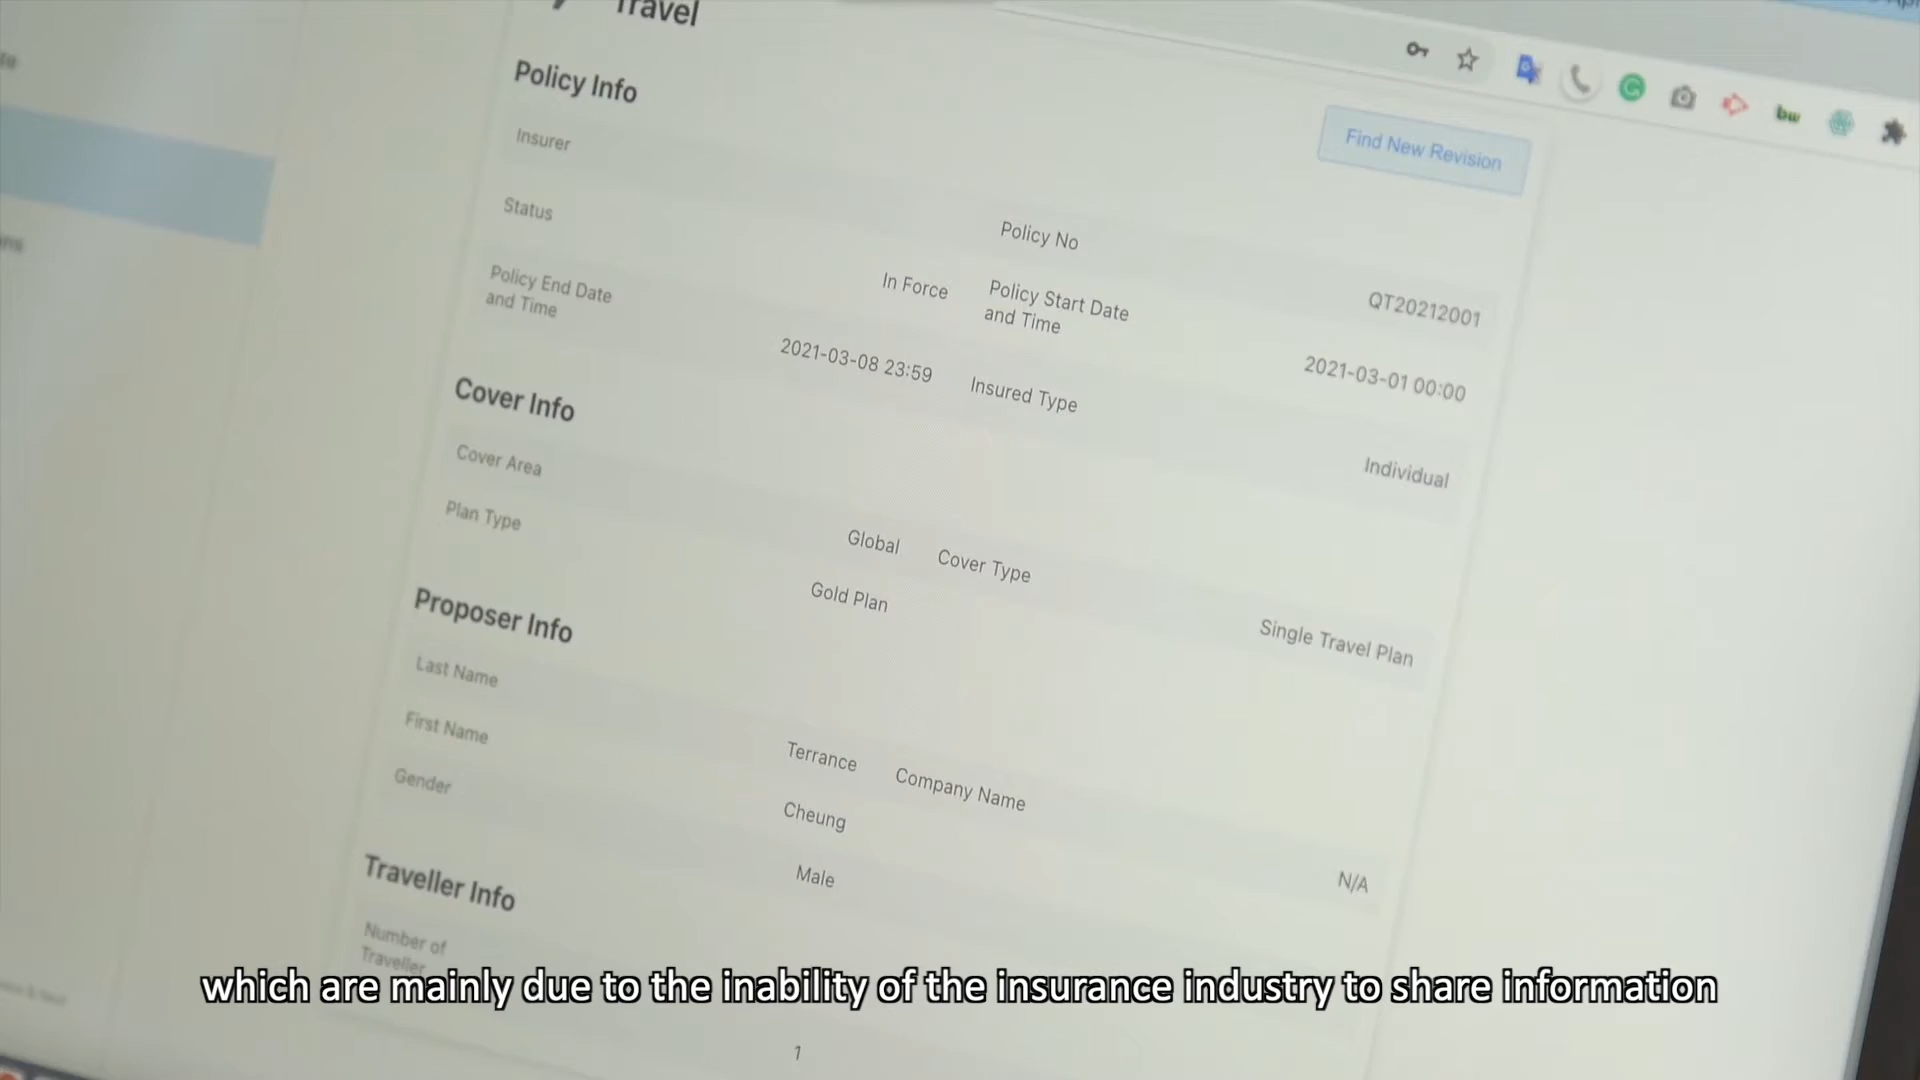 Travel
Policy Info
Find New Revision
Insurer
Policy No
QT20212001
Status
In Force
Policy Start Date
and Time
2021-03-01 00:00
Policy End Date
and Time
2021-03-08 23:59
Insured Type
Individual
Cover Info
Cover Area
Global
Cover Type
Single Travel Plan
Plan Type
Gold Plan
Proposer Info
Last Name
Terrance
Company Name
N/A
First Name
Cheung
Gender
Male
Traveller Info
Number of
Traveller
1
bw
which are mainly due to the inability of the insurance industry to share information